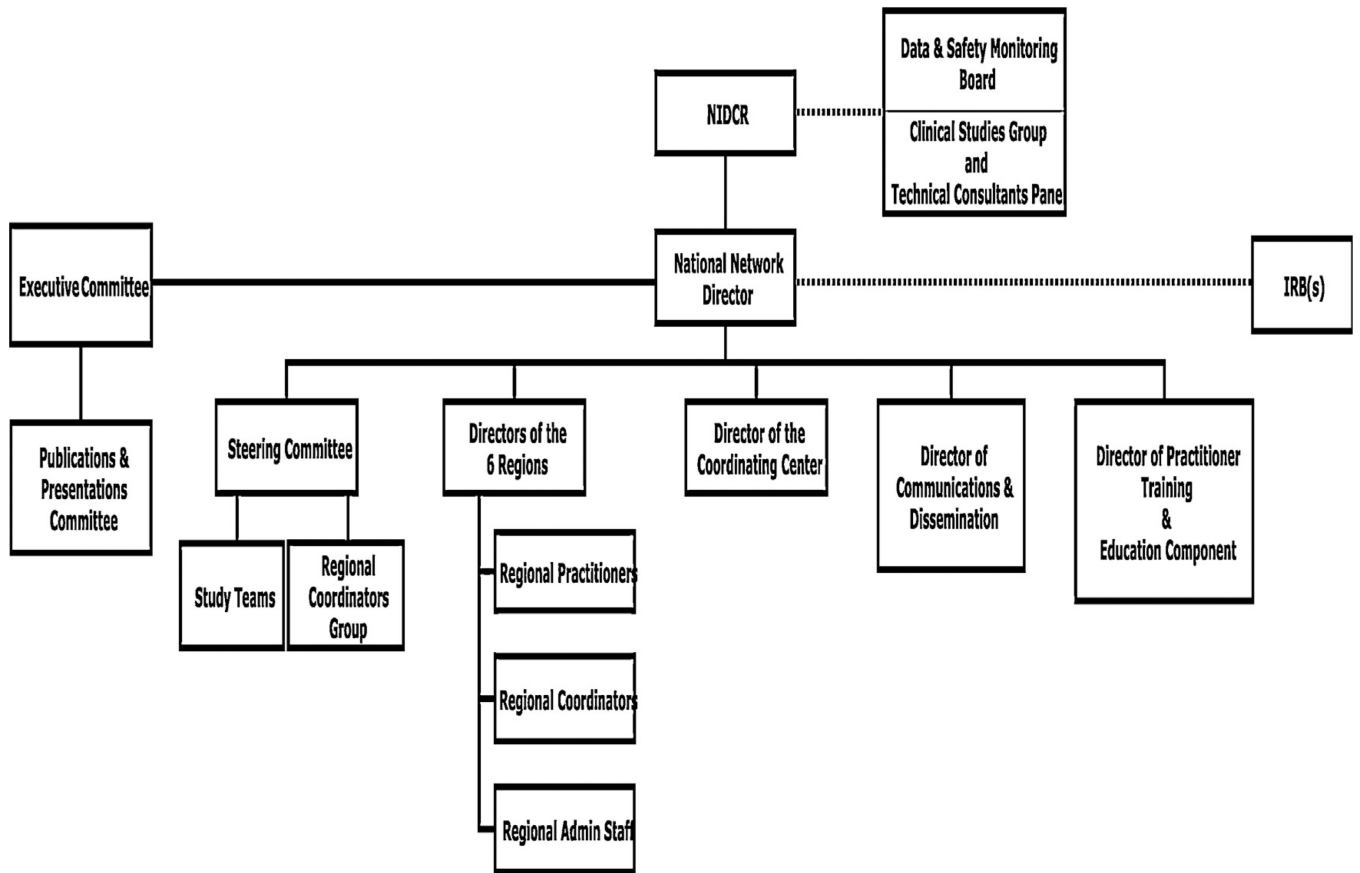 Data & Safety Monitoring
Board
NIDCR
Clinical Studies Group
and
Technical Consultants Pane
Executive Committee
National Network
Director
IRB(s)
Publications &
Presentations
Committee
Steering Committee
Directors of the
6 Regions
Director of the
Coordinating Center
Director of
Communications &
Dissemination
Director of Practitioner
Training
&
Education Component
Study Teams
Regional
Coordinators
Group
Regional Practitioners
Regional Coordinators
Regional Admin Staff